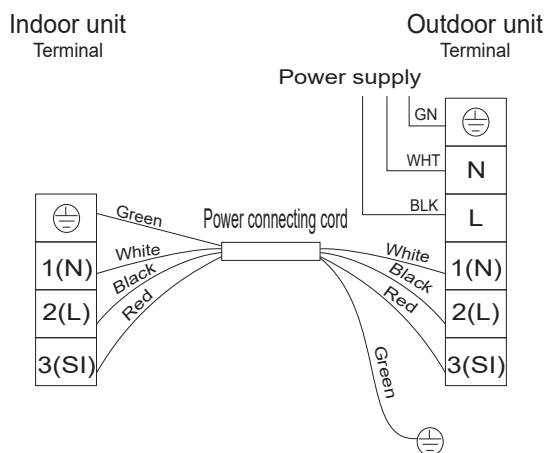 Indoor unit
Terminal
Outdoor unit
Terminal
Power supply
GN
WHT
N
BLK
L
Green
Power connecting cord
White
1(N)
Black
2(L)
Red
3(SI)
White
1(N)
Black
2(L)
Red
3(SI)
Green